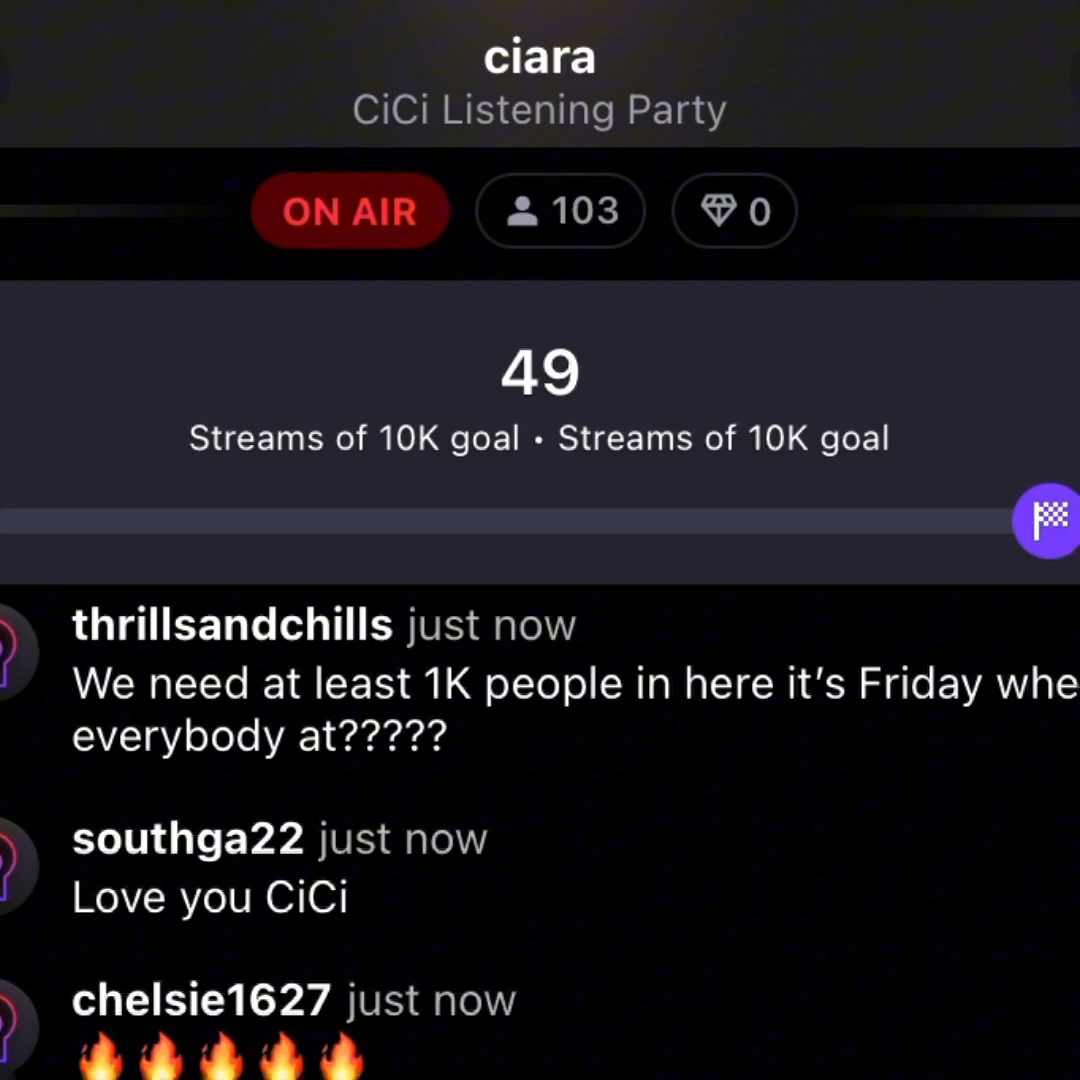 ciara
CiCi Listening Party
ON AIR
103
0
49
Streams of 10K goal • Streams of 10K goal
thrillsandchills just now
We need at least 1K people in here it’s Friday
everybody at?????
southga22 just now
Love you CiCi
chelsie1627 just now
🔥🔥🔥🔥🔥